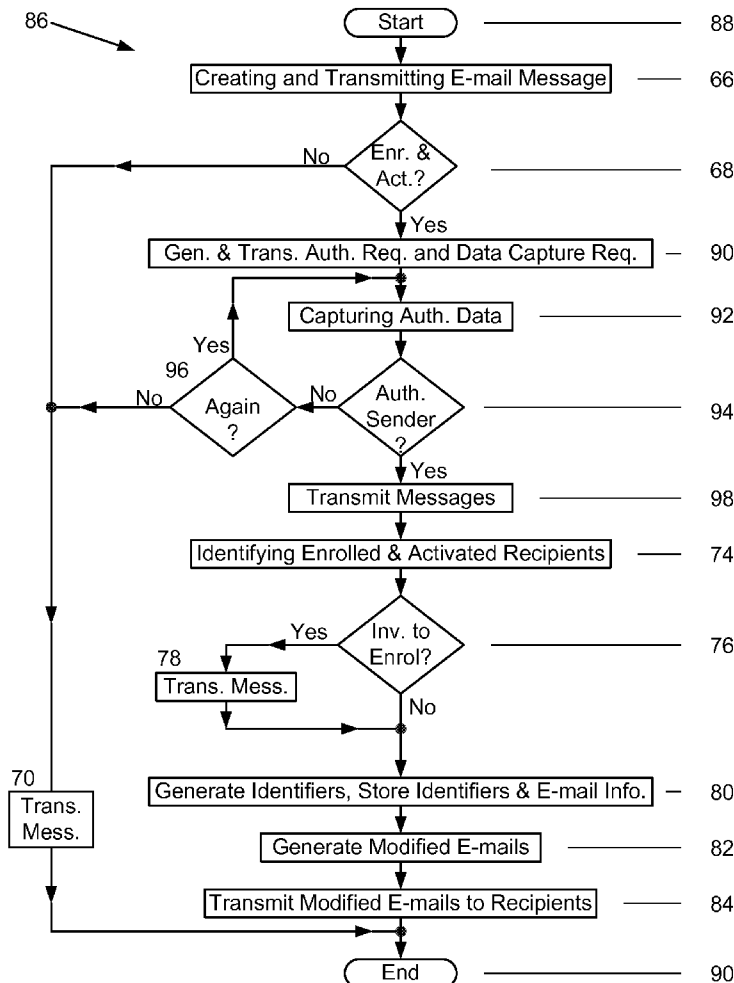 86
Start
88
Creating and Transmitting E-mail Message
66
No
Enr. &
Act.?
68
Yes
Gen. & Trans. Auth. Req. and Data Capture Req.
90
Capturing Auth. Data
92
Yes
96
No
Again
?
No
Auth.
Sender
?
94
Yes
Transmit Messages
98
Identifying Enrolled & Activated Recipients
74
Yes
Inv. to
Enrol?
76
78
Trans. Mess.
No
70
Trans.
Mess.
Generate Identifiers, Store Identifiers & E-mail Info.
80
Generate Modified E-mails
82
Transmit Modified E-mails to Recipients
84
End
90